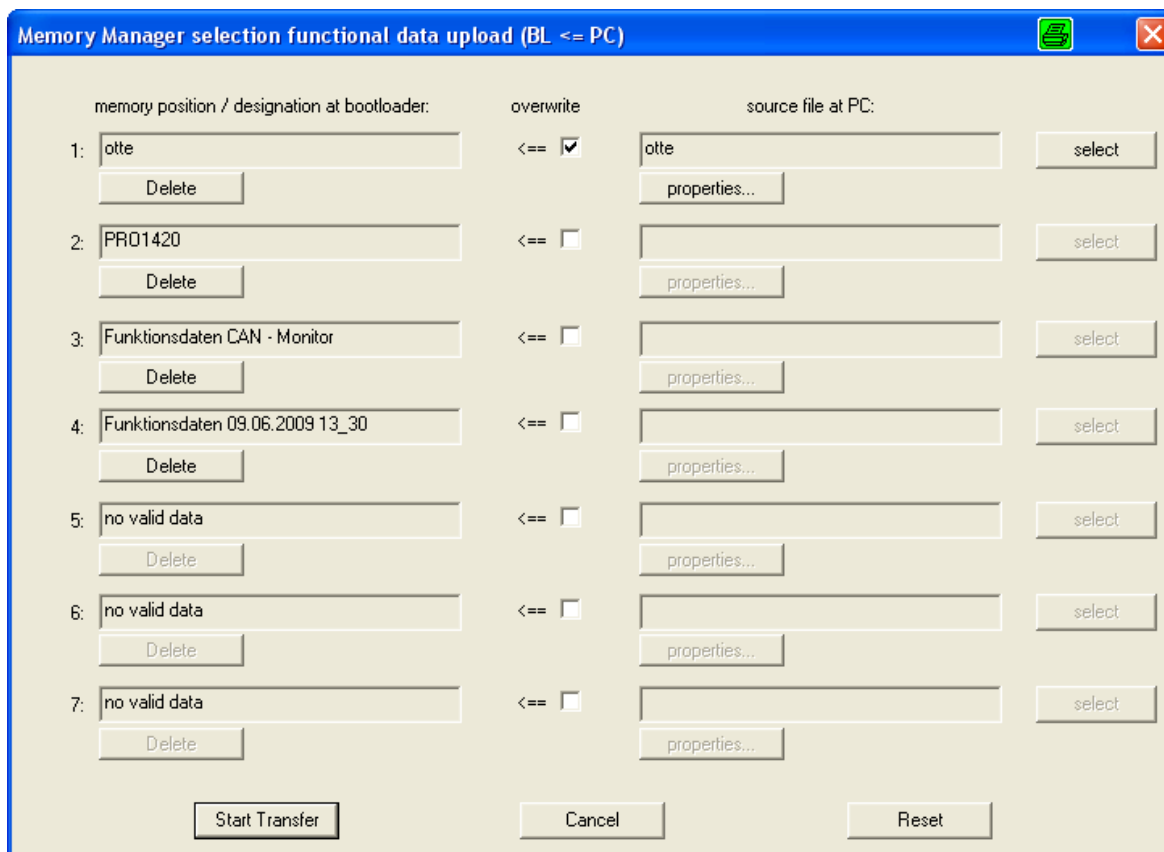 Memory Manager selection functional data upload (BL <= PC)
memory position / designation at bootloader: overwrite source file at PC:
1: otte <== otte select
Delete properties...
2: PRO1420 <== select
Delete properties...
3: Funktionsdaten CAN - Monitor <== select
Delete properties...
4: Funktionsdaten 09.06.2009 13_30 <== select
Delete properties...
5: no valid data <== select
Delete properties...
6: no valid data <== select
Delete properties...
7: no valid data <== select
Delete properties...
Start Transfer Cancel Reset